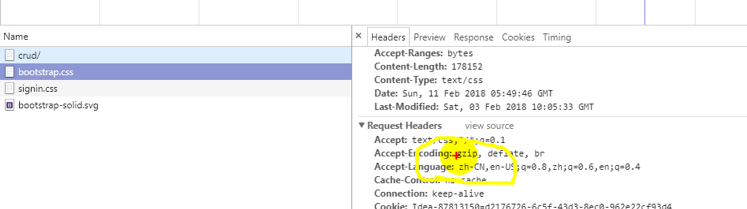 Name
× Headers Preview Response Cookies Timing
crud/
bootstrap.css
signin.css
bootstrap-solid.svg
Accept-Ranges: bytes
Content-Length: 178152
Content-Type: text/css
Date: Sun, 11 Feb 2018 05:49:46 GMT
Last-Modified: Sat, 03 Feb 2018 10:05:33 GMT
▼ Request Headers view source
Accept: text/css,*/*;q=0.1
Accept-Encoding: gzip, deflate, br
Accept-Language: zh-CN,en-US;q=0.8,zh;q=0.6,en;q=0.4
Cache-Control: no-cache
Connection: keep-alive
Cookie: Idea-87813150=d2176726-6c5f-43d3-8ec0-962e22cf93d4